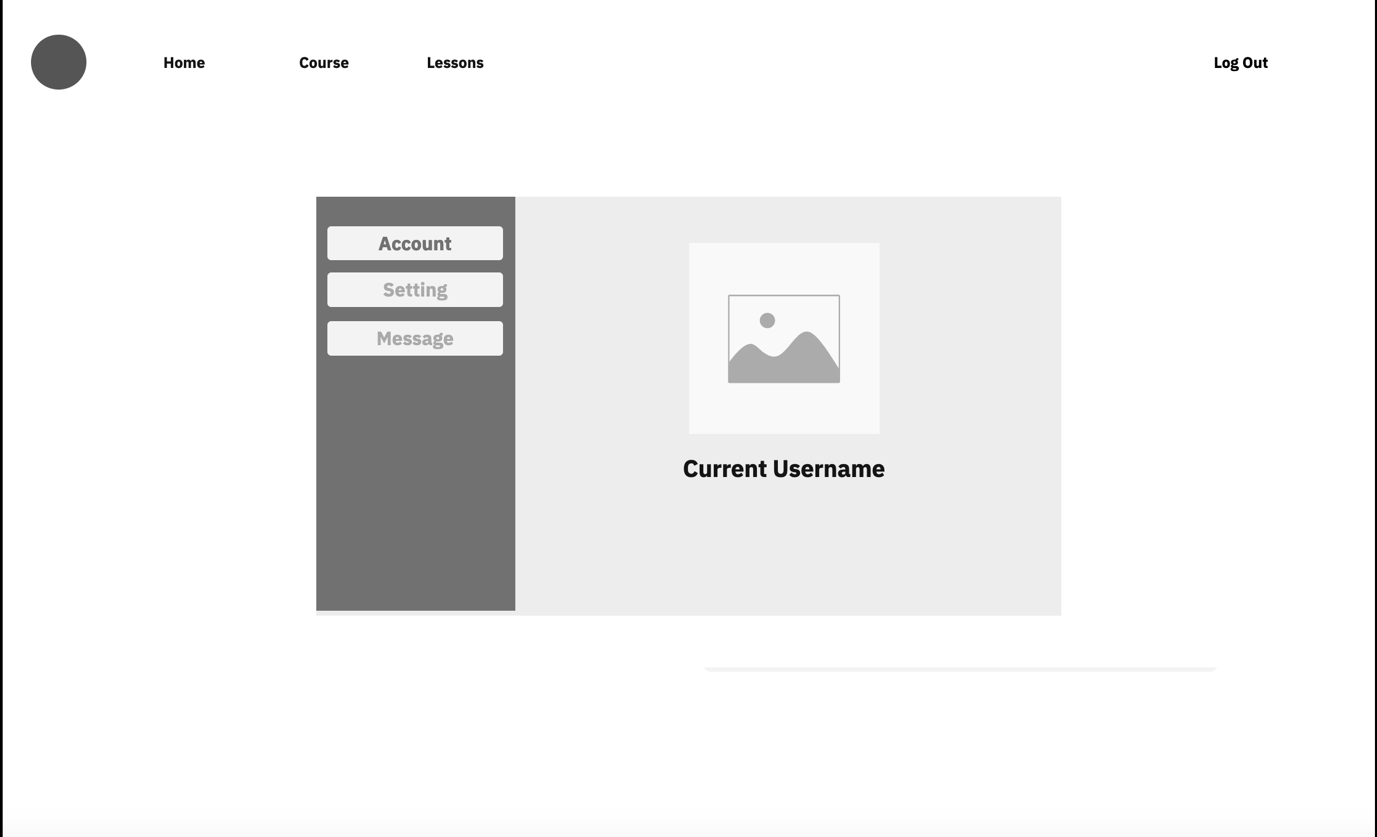 Home Course Lessons Log Out
Account
Setting
Message
Current Username